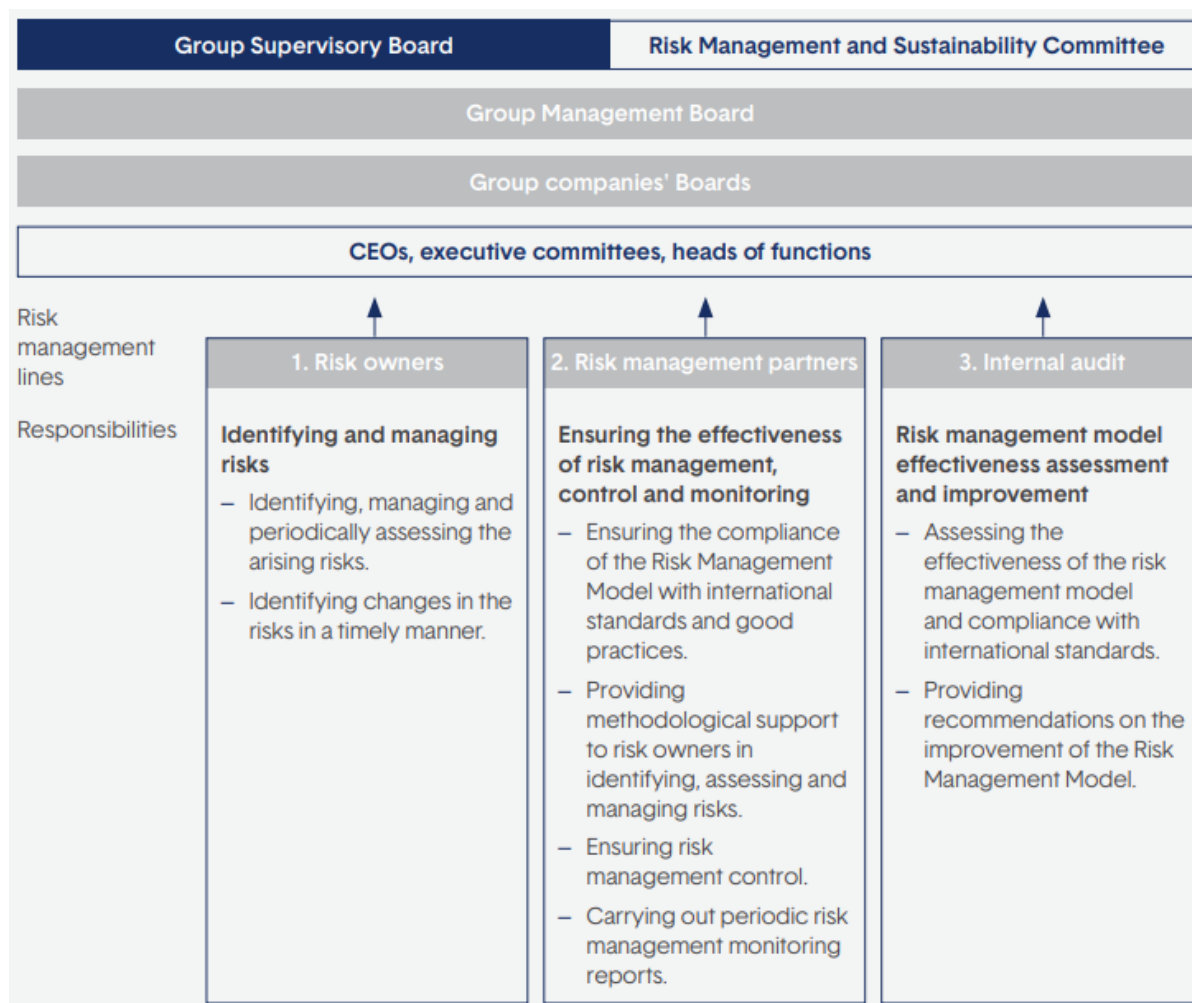 Group Supervisory Board
Risk Management and Sustainability Committee
Group Management Board
Group companies' Boards
CEOs, executive committees, heads of functions
Risk
management
lines
1. Risk owners
2. Risk management partners
3. Internal audit
Responsibilities
Identifying and managing
risks
– Identifying, managing and
periodically assessing the
arising risks.
– Identifying changes in the
risks in a timely manner.
Ensuring the effectiveness
of risk management,
control and monitoring
– Ensuring the compliance
of the Risk Management
Model with international
standards and good
practices.
– Providing
methodological support
to risk owners in
identifying, assessing and
managing risks.
– Ensuring risk
management control.
– Carrying out periodic risk
management monitoring
reports.
Risk management model
effectiveness assessment
and improvement
– Assessing the
effectiveness of the risk
management model
and compliance with
international standards.
– Providing
recommendations on the
improvement of the Risk
Management Model.